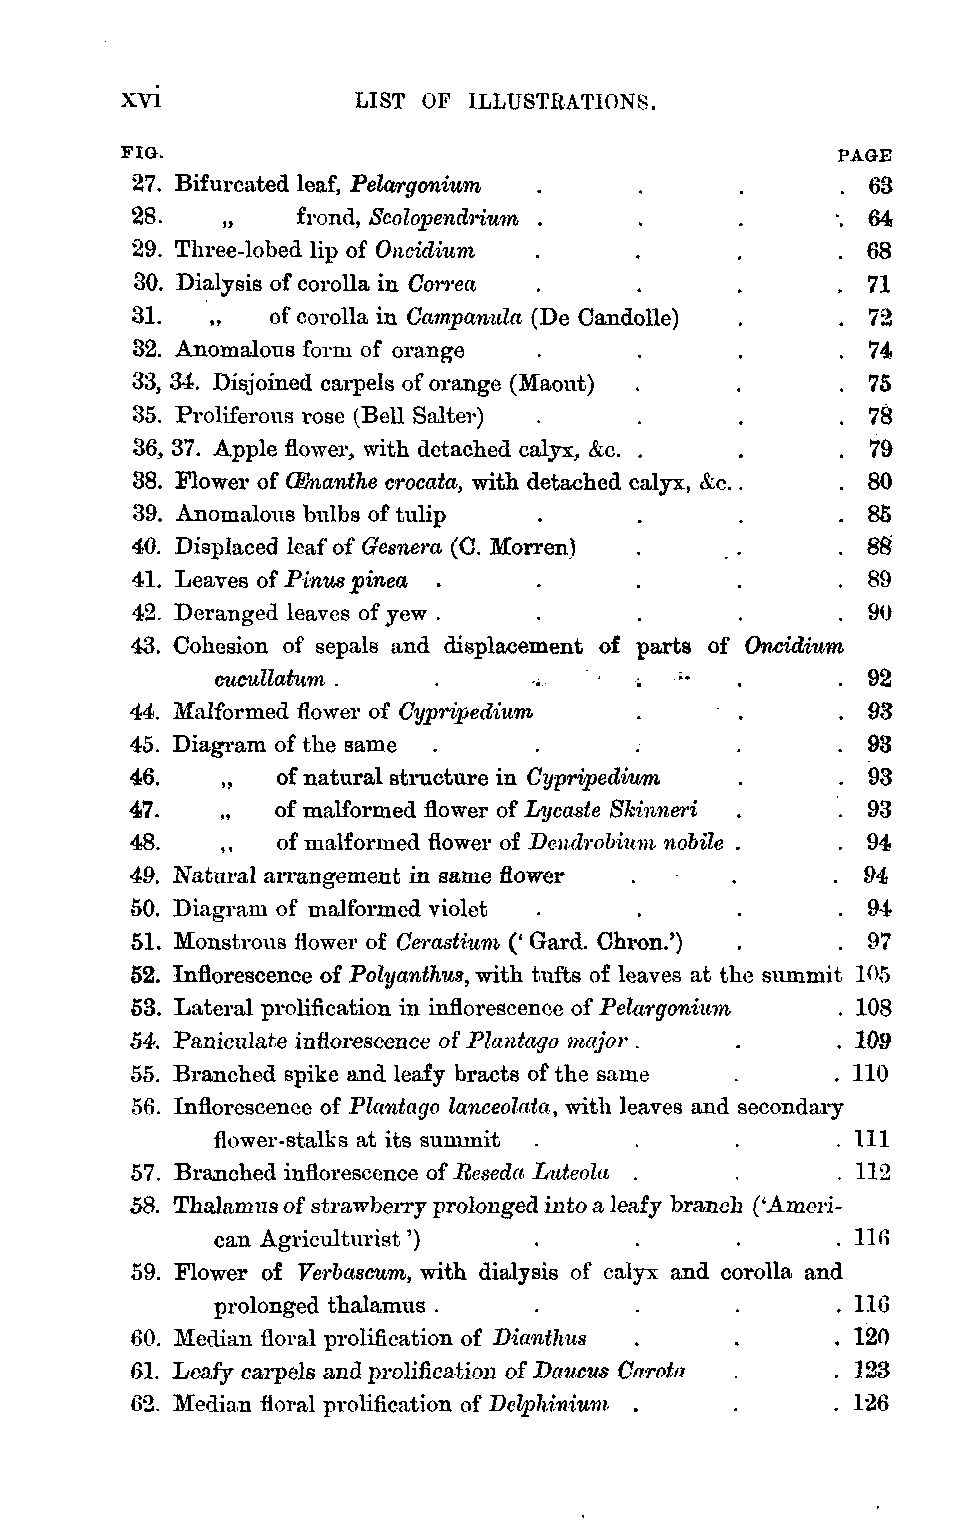 xvi LIST OF ILLUSTRATIONS.
FIG. PAGE
27. Bifurcated leaf, Pelargonium . . . . 63
28. „ frond, Scolopendrium . . . . 64
29. Three-lobed lip of Oncidium . . . . 68
30. Dialysis of corolla in Correa . . . . 71
31. „ of corolla in Campanula (De Candolle) . . 72
32. Anomalous form of orange . . . . 74
33, 34. Disjoined carpels of orange (Maout) . . . 75
35. Proliferous rose (Bell Salter) . . . . 78
36, 37. Apple flower, with detached calyx, &c. . . . 79
38. Flower of Œnanthe crocata, with detached calyx, &c. . . 80
39. Anomalous bulbs of tulip . . . . 85
40. Displaced leaf of Gesnera (C. Morren) . . . 88
41. Leaves of Pinus pinea . . . . . 89
42. Deranged leaves of yew . . . . . 90
43. Cohesion of sepals and displacement of parts of Oncidium
cucullatum . . . . . . 92
44. Malformed flower of Cypripedium . . . 93
45. Diagram of the same . . . . . 93
46. „ of natural structure in Cypripedium . . 93
47. „ of malformed flower of Lycaste Skinneri . . 93
48. „ of malformed flower of Dendrobium nobile . . 94
49. Natural arrangement in same flower . . . 94
50. Diagram of malformed violet . . . . 94
51. Monstrous flower of Cerastium (‘Gard. Chron.’) . . 97
52. Inflorescence of Polyanthus, with tufts of leaves at the summit 105
53. Lateral prolification in inflorescence of Pelargonium . 108
54. Paniculate inflorescence of Plantago major . . . 109
55. Branched spike and leafy bracts of the same . . 110
56. Inflorescence of Plantago lanceolata, with leaves and secondary
flower-stalks at its summit . . . . 111
57. Branched inflorescence of Reseda Luteola . . . 112
58. Thalamus of strawberry prolonged into a leafy branch (‘Ameri-
can Agriculturist’) . . . . 116
59. Flower of Verbascum, with dialysis of calyx and corolla and
prolonged thalamus . . . . . 116
60. Median floral prolification of Dianthus . . . 120
61. Leafy carpels and prolification of Daucus Carota . . 123
62. Median floral prolification of Delphinium . . . 126